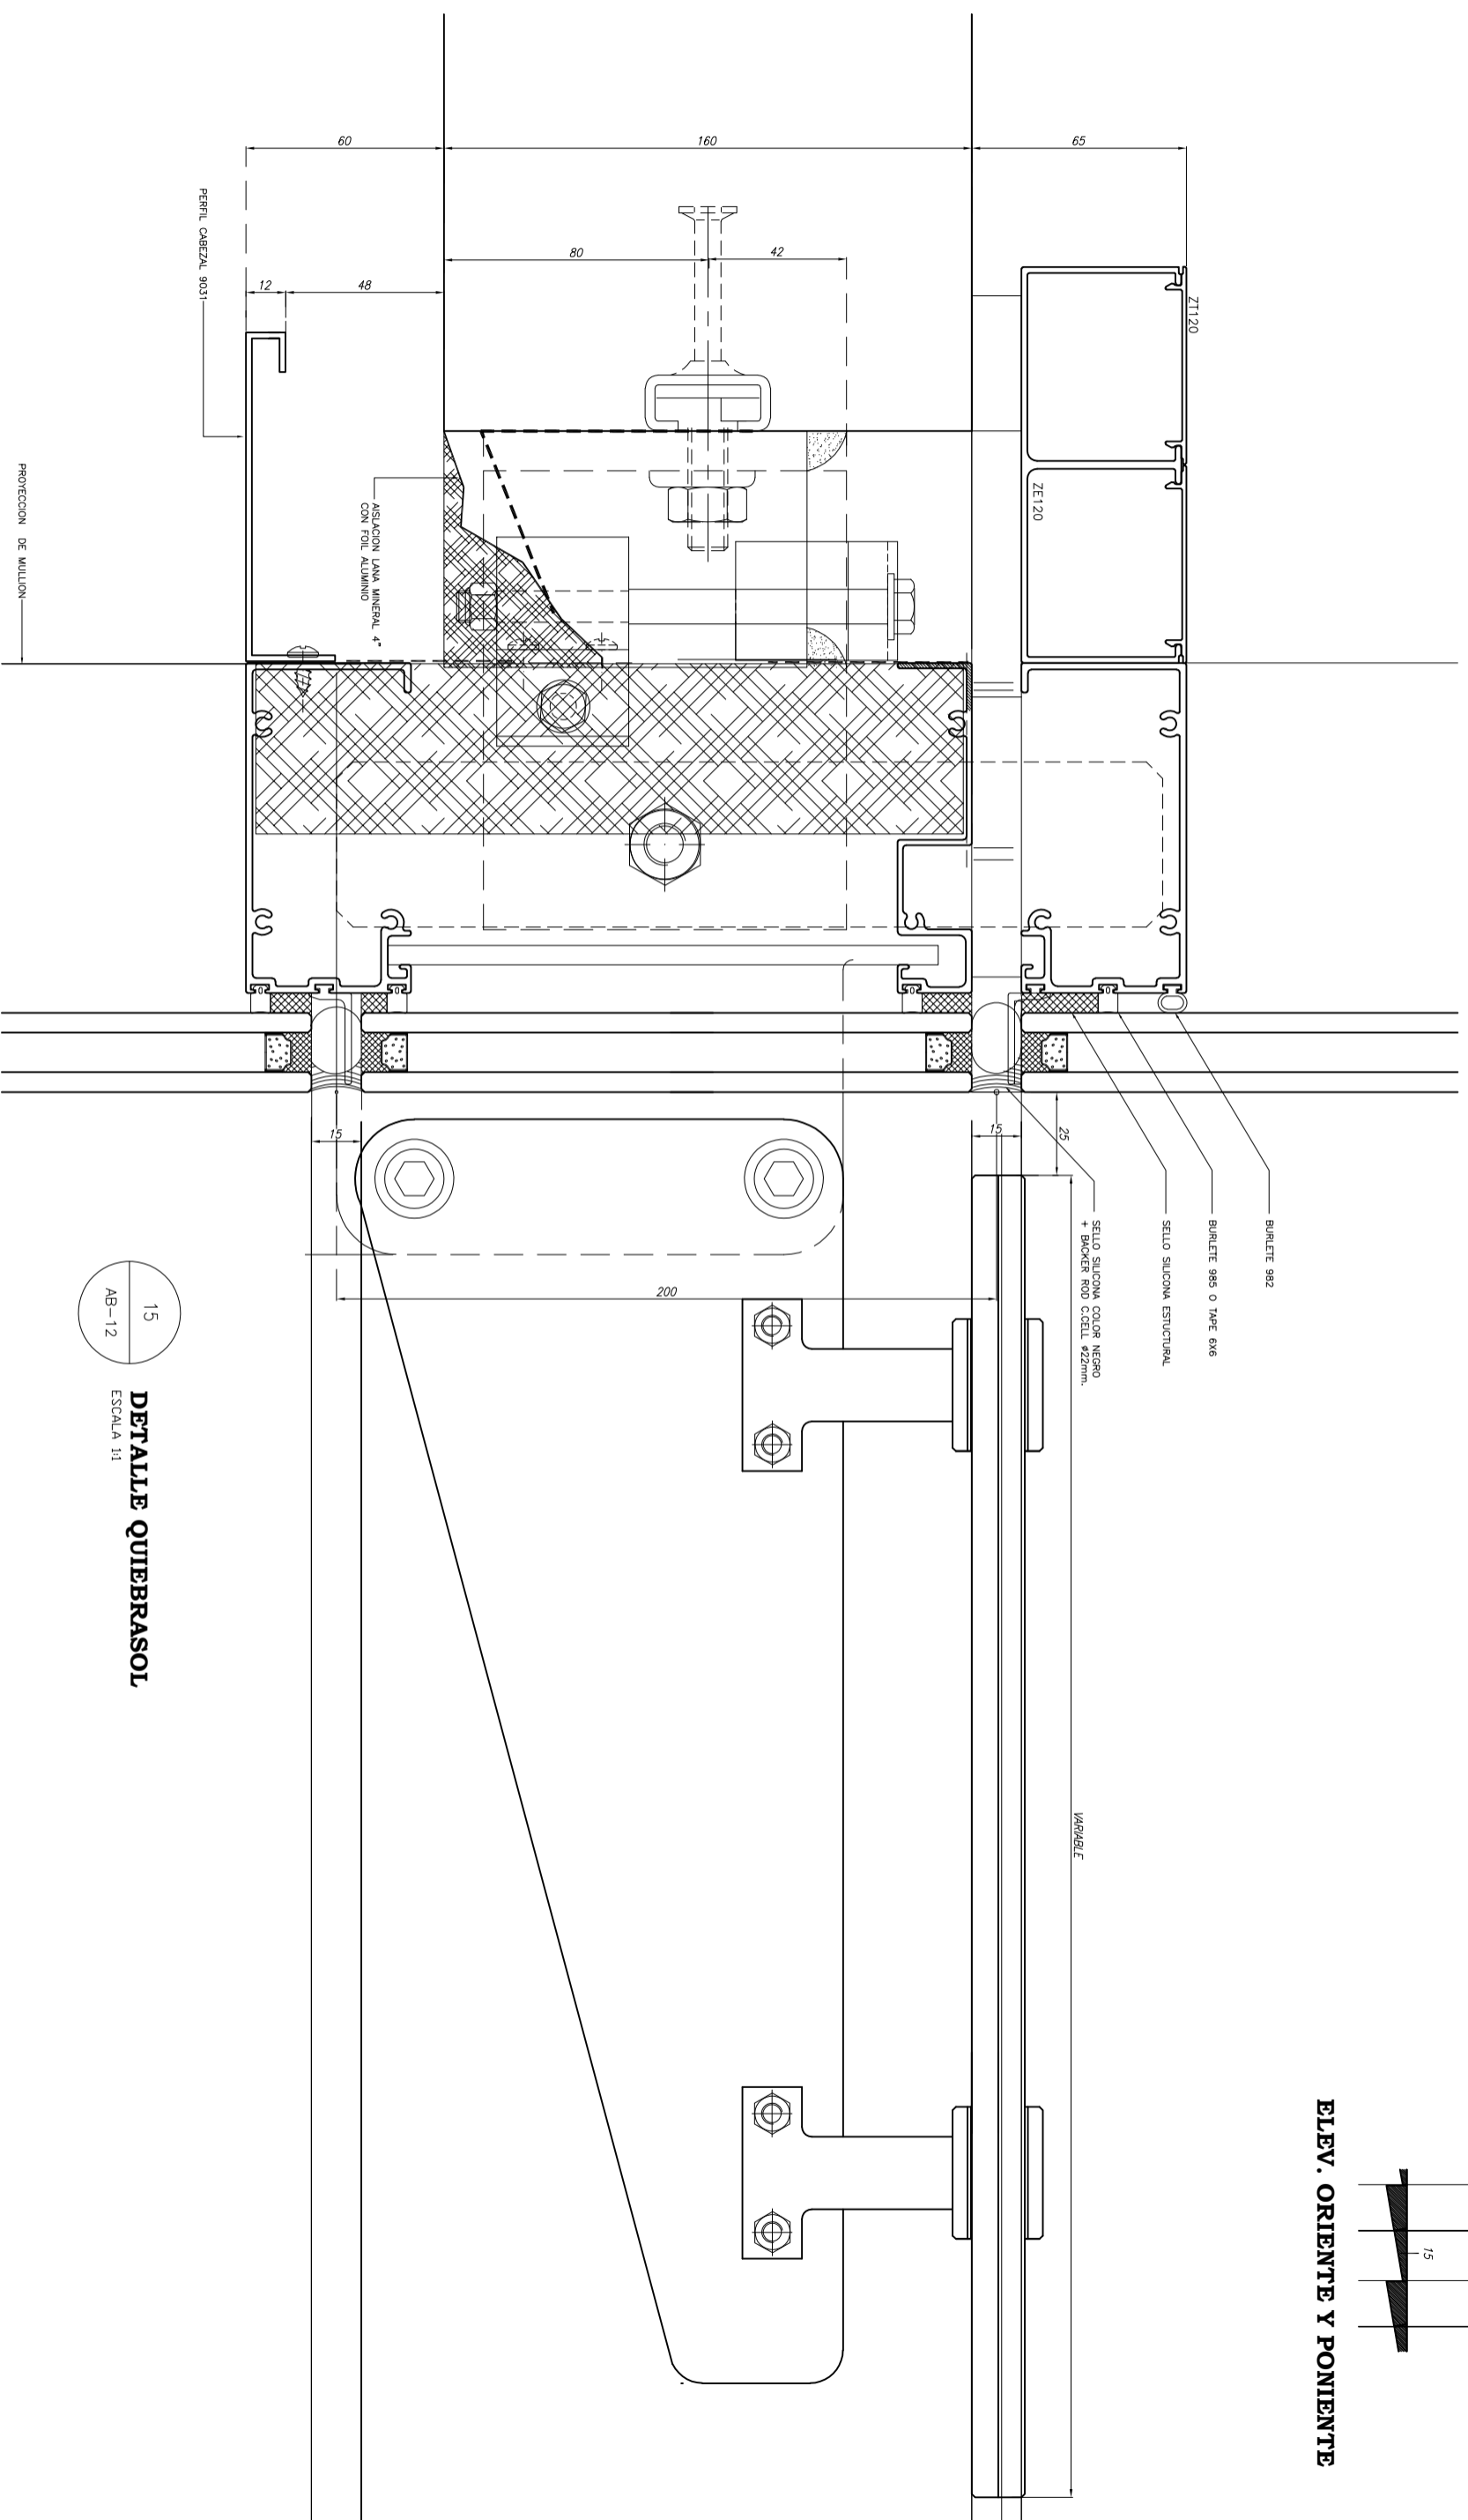 60
160
65
80
42
12
48
PERFIL CABEZAL 9031
PROYECCION DE MULLION
AISLACION LANA MINERAL 4"
CON FOIL ALUMINIO
ZT120
ZE120
15
15
25
200
VARIABLE
BURLETE 982
BURLETE 985 O TAPE 6X6
SELLO SILICONA ESTUCTURAL
SELLO SILICONA COLOR NEGRO
+ BACKER ROD C.CELL ø22mm.
15
AB-12
DETALLE QUIEBRASOL
ESCALA 1:1
15
ELEV. ORIENTE Y PONIENTE